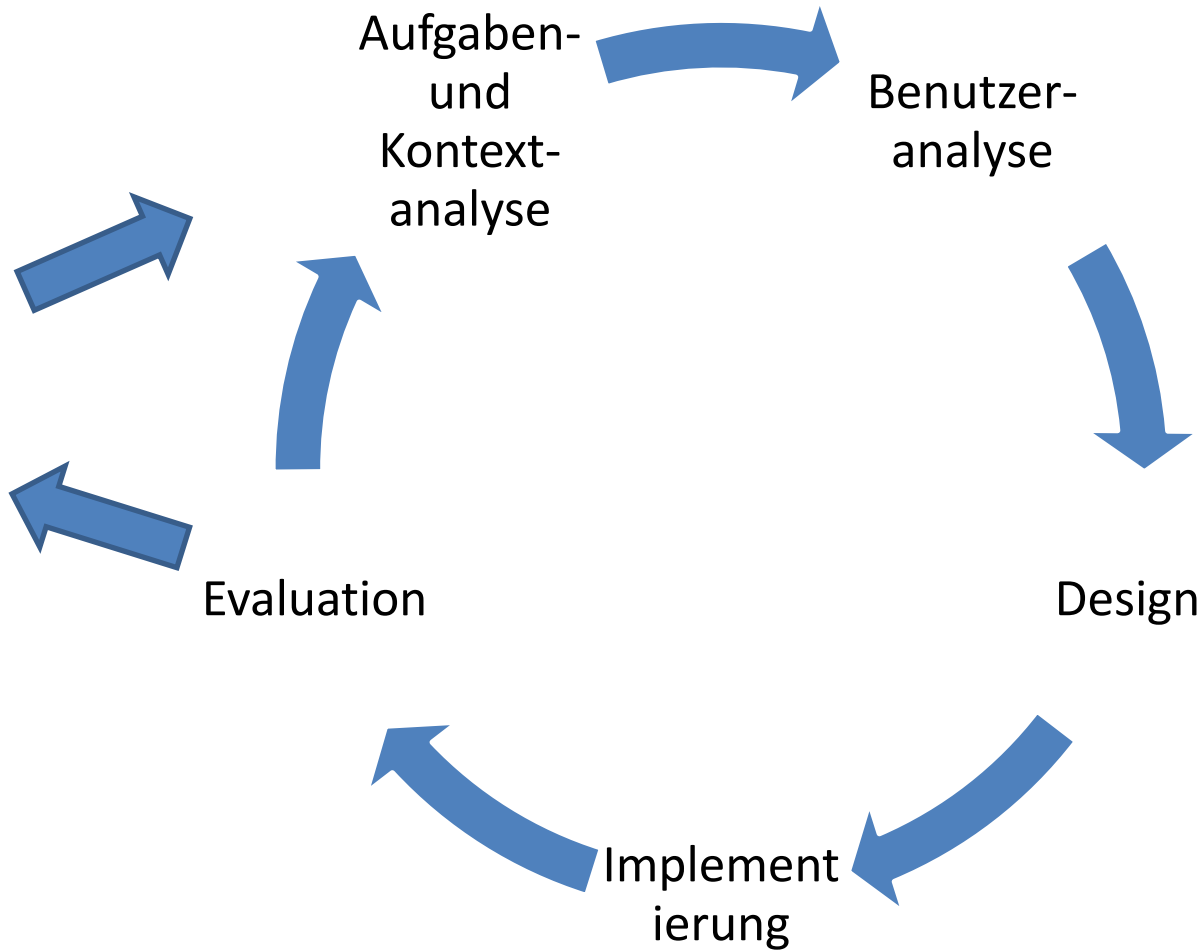 Aufgaben-
und
Kontext-
analyse
Benutzer-
analyse
Design
Implement
ierung
Evaluation